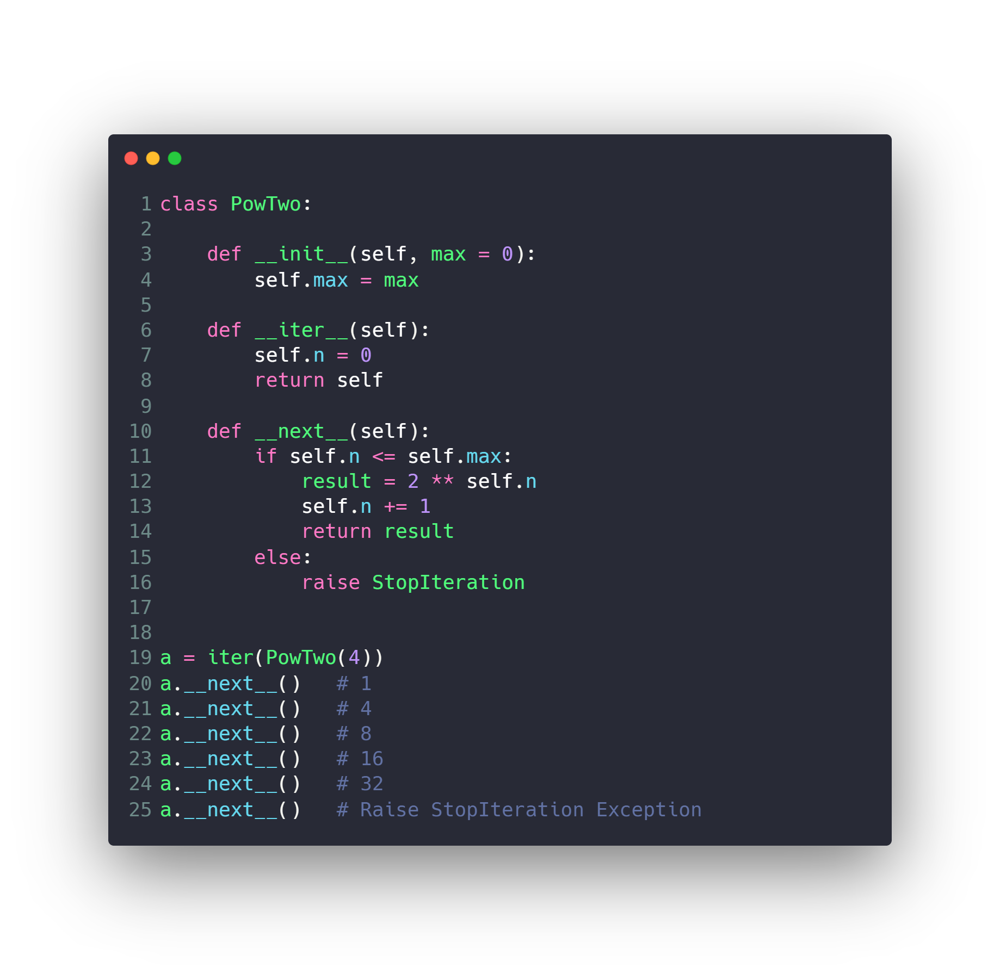 1 class PowTwo:
2
3     def __init__(self, max = 0):
4         self.max = max
5
6     def __iter__(self):
7         self.n = 0
8         return self
9
10     def __next__(self):
11         if self.n <= self.max:
12             result = 2 ** self.n
13             self.n += 1
14             return result
15         else:
16             raise StopIteration
17
18
19 a = iter(PowTwo(4))
20 a.__next__()   # 1
21 a.__next__()   # 4
22 a.__next__()   # 8
23 a.__next__()   # 16
24 a.__next__()   # 32
25 a.__next__()   # Raise StopIteration Exception